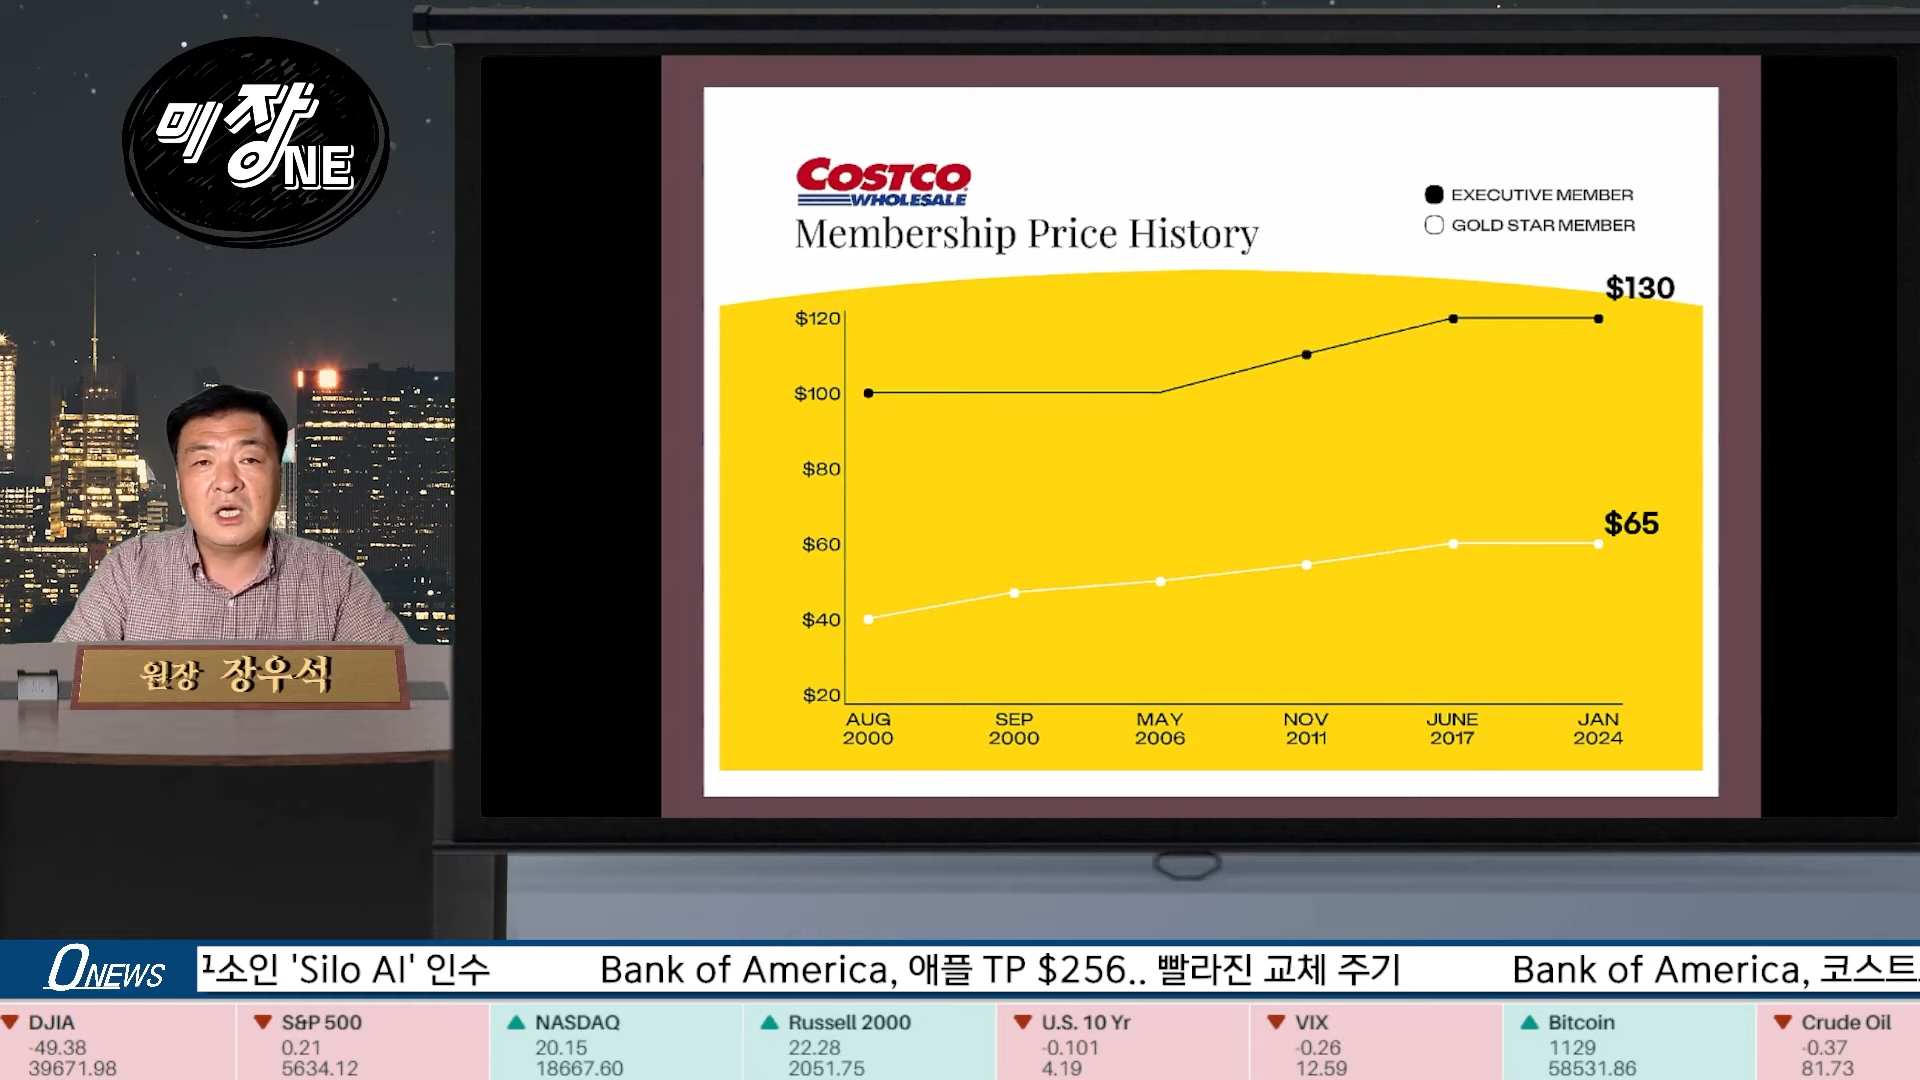 미장
ONE
COSTCO
WHOLESALE
Membership Price History
EXECUTIVE MEMBER
GOLD STAR MEMBER
$130
$120
$100
$80
$65
$60
$40
$20
AUG 2000
SEP 2000
MAY 2006
NOV 2011
JUNE 2017
JAN 2024
원장 장우석
ONEWS
소인 'Silo AI' 인수 Bank of America, 애플 TP $256.. 빨라진 교체 주기 Bank of America, 코스트
DJIA
-49.38
39671.98
S&P 500
0.21
5634.12
NASDAQ
20.15
18667.60
Russell 2000
22.28
2051.75
U.S. 10 Yr
-0.101
4.19
VIX
-0.26
12.59
Bitcoin
1129
58531.86
Crude Oil
-0.37
81.73